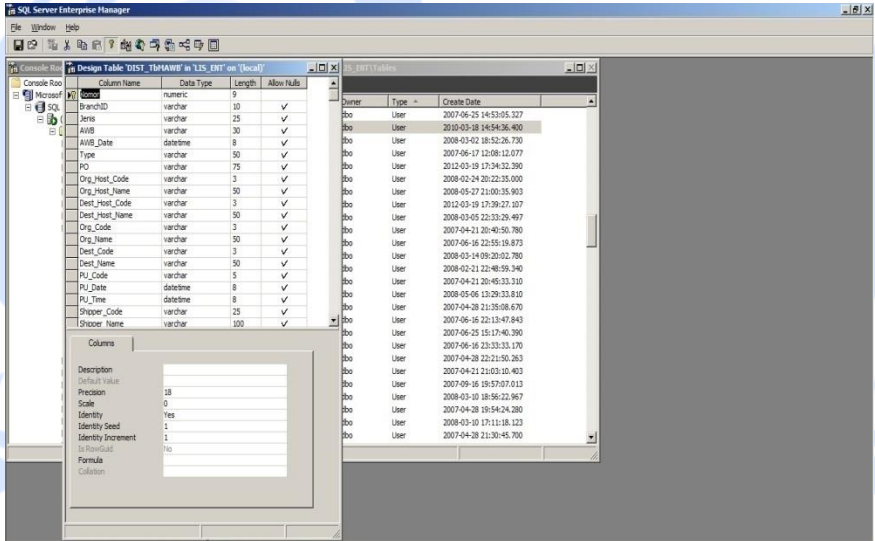 SQL Server Enterprise Manager
File Window Help
Console Roo
Design Table 'DIST_TbMAWB' in 'LIS_ENT' on '(local)'
LIS_ENT\Tables
Console Roo
Microsof
SQL
Column Name Data Type Length Allow Nulls
Nomor numeric 9
BranchID varchar 10
Jenis varchar 25
AWB varchar 30
AWB_Date datetime 8
Type varchar 50
PO varchar 75
Org_Host_Code varchar 3
Org_Host_Name varchar 50
Dest_Host_Code varchar 3
Dest_Host_Name varchar 50
Org_Code varchar 3
Org_Name varchar 50
Dest_Code varchar 3
Dest_Name varchar 50
PU_Code varchar 5
PU_Date datetime 8
PU_Time datetime 8
Shipper_Code varchar 25
Shipper_Name varchar 100
Columns
Description
Default Value
Precision 18
Scale 0
Identity Yes
Identity Seed 1
Identity Increment 1
Is RowGuid No
Formula
Collation
Owner Type Create Date
dbo User 2007-06-25 14:53:05.327
dbo User 2010-03-18 14:54:36.400
dbo User 2008-03-02 18:52:26.730
dbo User 2007-06-17 12:08:12.077
dbo User 2012-03-19 17:34:32.390
dbo User 2008-02-24 20:22:35.000
dbo User 2008-05-27 21:00:35.903
dbo User 2012-03-19 17:39:27.107
dbo User 2008-03-05 22:33:29.497
dbo User 2007-04-21 20:40:50.780
dbo User 2007-06-16 22:55:19.873
dbo User 2008-03-14 09:20:02.780
dbo User 2008-02-21 22:48:59.340
dbo User 2007-04-21 20:45:33.310
dbo User 2008-05-06 13:29:33.810
dbo User 2007-04-28 21:35:08.670
dbo User 2007-06-16 22:13:47.843
dbo User 2007-06-25 15:17:40.390
dbo User 2007-06-16 23:33:33.170
dbo User 2007-04-28 22:21:50.263
dbo User 2007-04-21 21:03:10.403
dbo User 2007-09-16 19:57:07.013
dbo User 2008-03-10 18:56:22.967
dbo User 2007-04-28 19:54:24.280
dbo User 2008-03-10 17:11:18.123
dbo User 2007-04-28 21:30:45.700